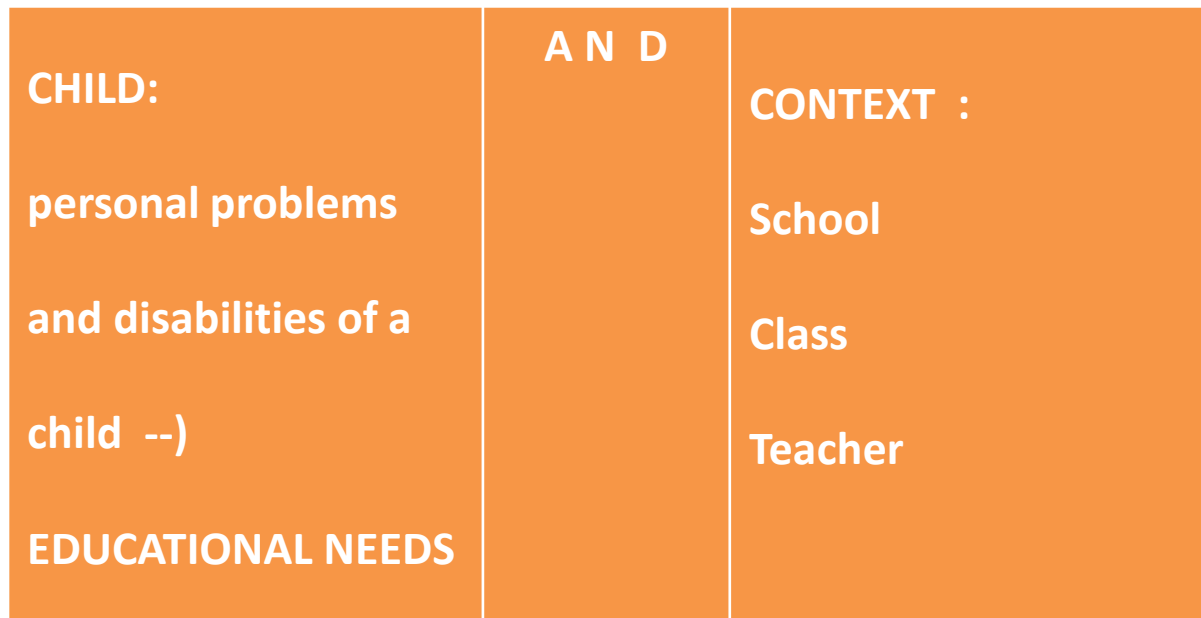 CHILD:
personal problems
and disabilities of a
child --)
EDUCATIONAL NEEDS
A N D
CONTEXT :
School
Class
Teacher